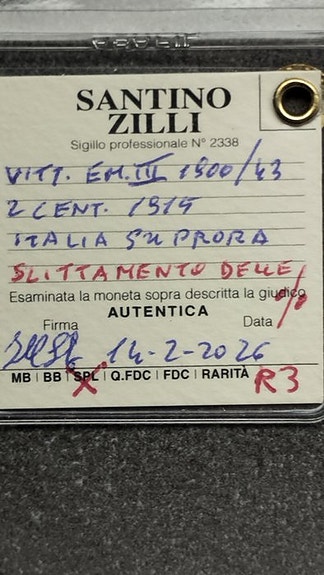 SANTINO
ZILLI
Sigillo professionale N° 2338
VITT. EM. III 1900/43
2 CENT. 1914
ITALIA SU PRORA
SLITTAMENTO DELLE
Esaminata la moneta sopra descritta la giudico
AUTENTICA
Firma Data
14-2-2026
MB | BB | SPL | Q.FDC | FDC | RARITÀ R3